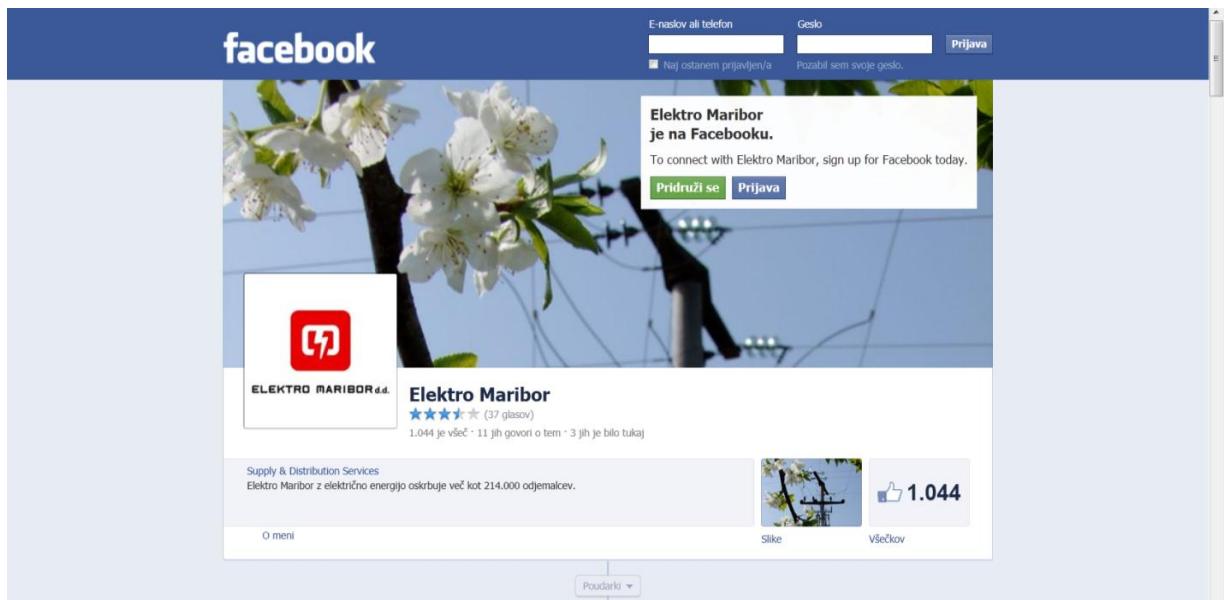 facebook
E-naslov ali telefon
Geslo
Prijava
Naj ostanem prijavljen/a
Pozabil sem svoje geslo.
Elektro Maribor
je na Facebooku.
To connect with Elektro Maribor, sign up for Facebook today.
Pridruži se Prijava
ELEKTRO MARIBOR d.d.
Elektro Maribor
(37 glasov)
1.044 je všeč · 11 jih govori o tem · 3 jih je bilo tukaj
Supply & Distribution Services
Elektro Maribor z električno energijo oskrbuje več kot 214.000 odjemalcev.
1.044
O meni
Slike
Všečkov
Poudarki